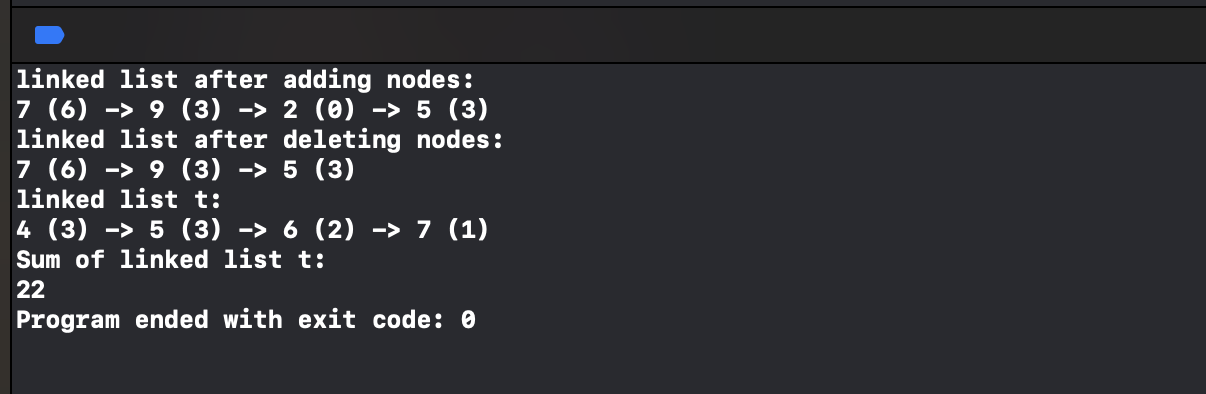 linked list after adding nodes:
7 (6) -> 9 (3) -> 2 (0) -> 5 (3)
linked list after deleting nodes:
7 (6) -> 9 (3) -> 5 (3)
linked list t:
4 (3) -> 5 (3) -> 6 (2) -> 7 (1)
Sum of linked list t:
22
Program ended with exit code: 0